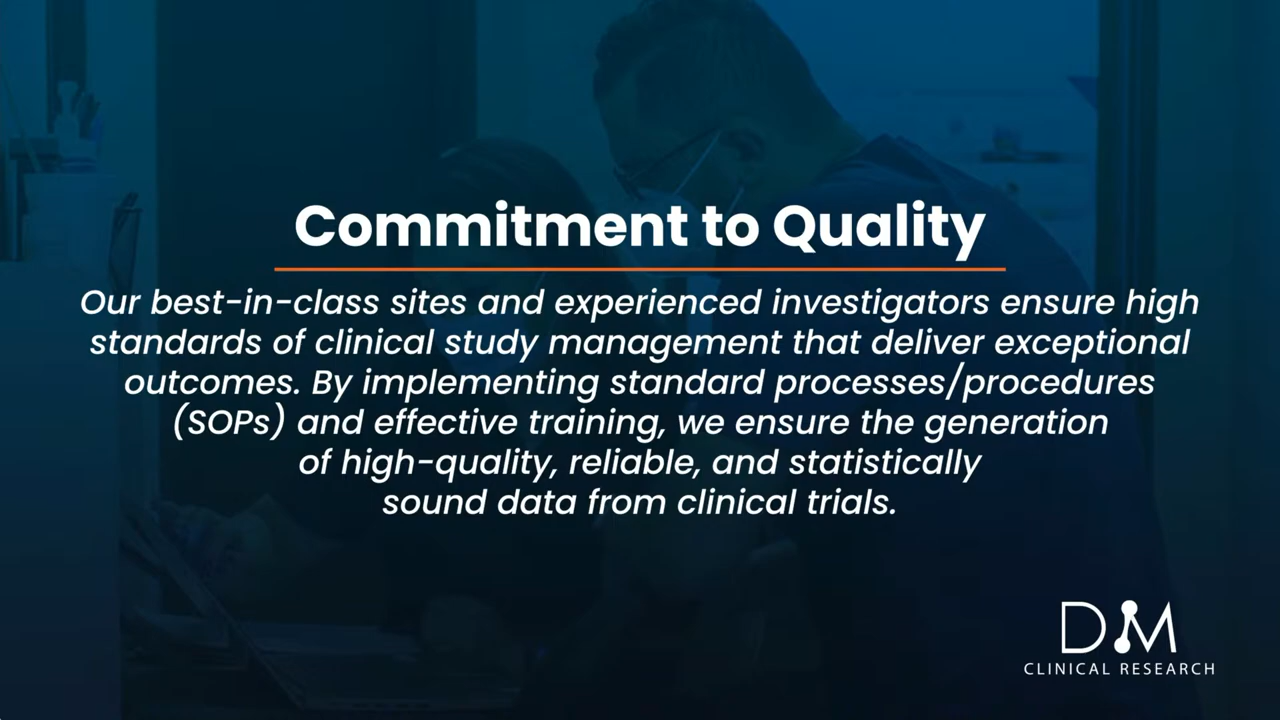 Commitment to Quality
Our best-in-class sites and experienced investigators ensure high
standards of clinical study management that deliver exceptional
outcomes. By implementing standard processes/procedures
(SOPs) and effective training, we ensure the generation
of high-quality, reliable, and statistically
sound data from clinical trials.
DM
CLINICAL RESEARCH